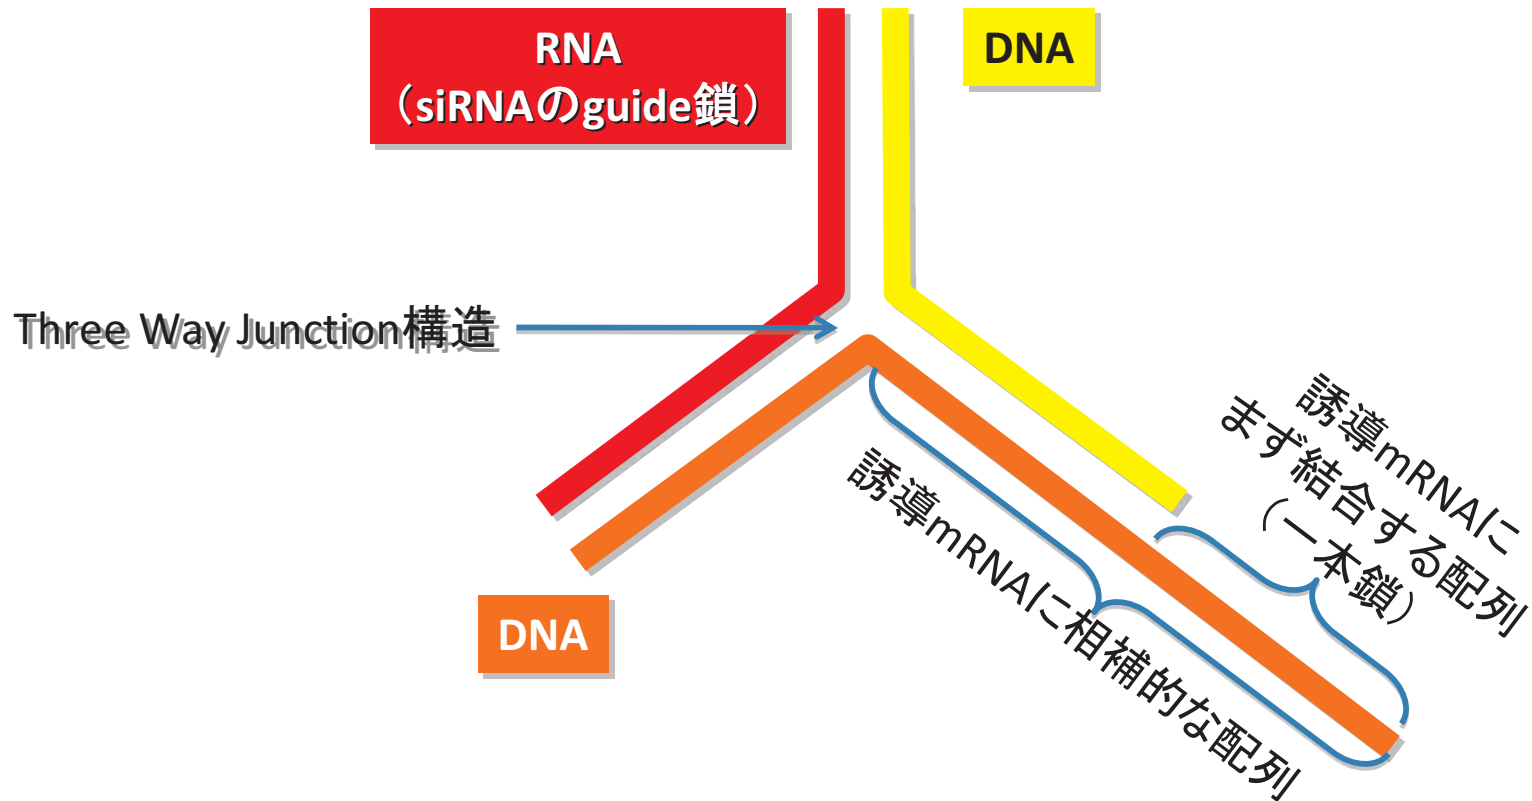 RNA
（siRNAのguide鎖）
DNA
Three Way Junction構造
誘導mRNAに
まず結合する配列
（一本鎖）
誘導mRNAに相補的な配列
DNA